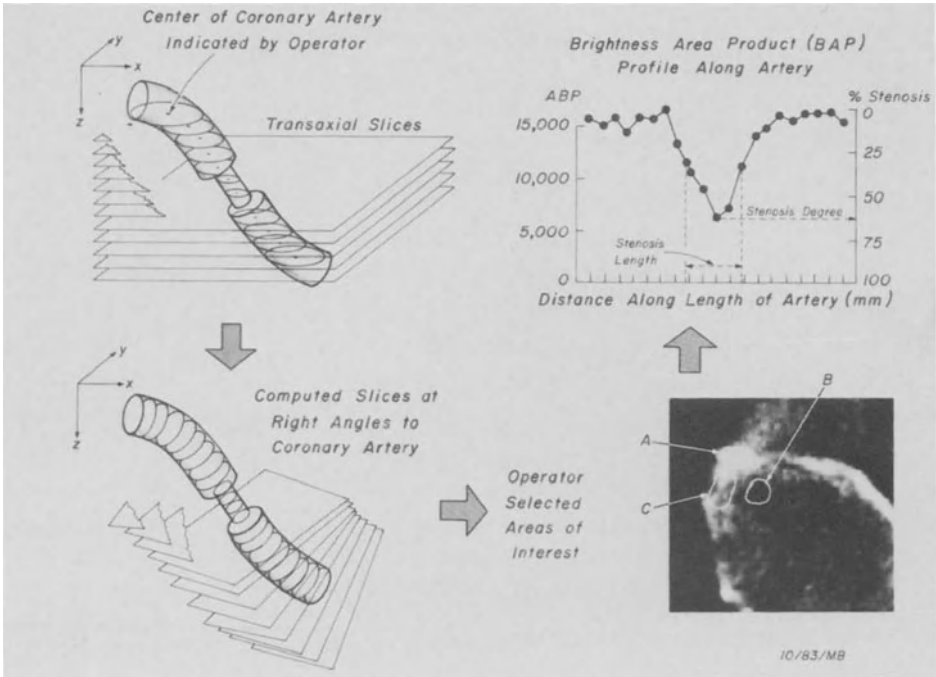 Center of Coronary Artery
Indicated by Operator
y
x
z
Transaxial Slices
Brightness Area Product (BAP)
Profile Along Artery
ABP
% Stenosis
15,000
10,000
5,000
0
0
25
50
75
100
Stenosis Degree
Stenosis
Length
Distance Along Length of Artery (mm)
y
x
z
Computed Slices at
Right Angles to
Coronary Artery
Operator
Selected
Areas of
Interest
A
B
C
10/83/MB